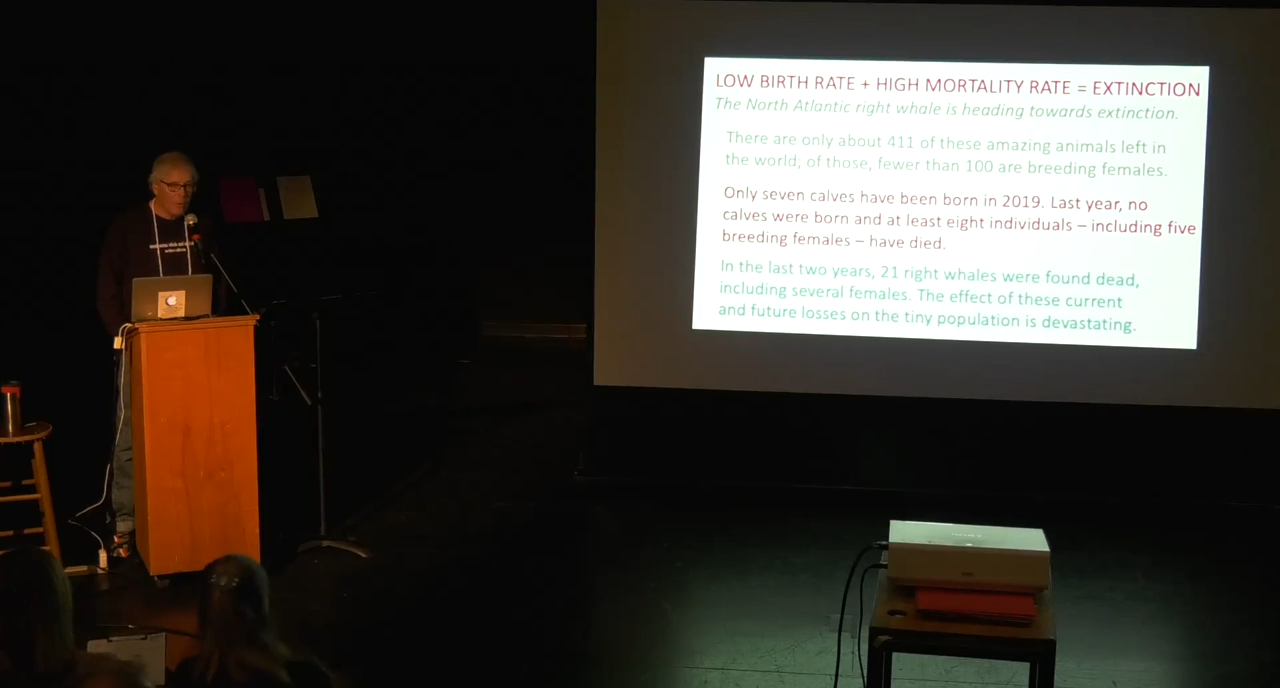 LOW BIRTH RATE + HIGH MORTALITY RATE = EXTINCTION
The North Atlantic right whale is heading towards extinction.
There are only about 411 of these amazing animals left in
the world; of those, fewer than 100 are breeding females.
Only seven calves have been born in 2019. Last year, no
calves were born and at least eight individuals – including five
breeding females – have died.
In the last two years, 21 right whales were found dead,
including several females. The effect of these current
and future losses on the tiny population is devastating.